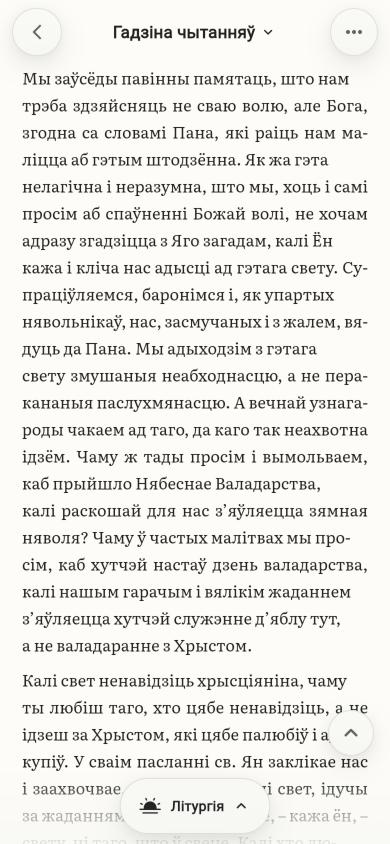 Гадзіна чытанняў
Мы заўсёды павінны памятаць, што нам
трэба здзяйсняць не сваю волю, але Бога,
згодна са словамі Пана, які раіць нам ма-
ліцца аб гэтым штодзённа. Як жа гэта
нелагічна і неразумна, што мы, хоць і самі
просім аб спаўненні Божай волі, не хочам
адразу згадзіцца з Яго загадам, калі Ён
кажа і кліча нас адысці ад гэтага свету. Су-
праціўляемся, баронімся і, як упартых
нявольнікаў, нас, засмучаных і з жалем, вя-
дуць да Пана. Мы адыходзім з гэтага
свету змушаныя неабходнасцю, а не пера-
кананыя паслухмянасцю. А вечнай узнага-
роды чакаем ад таго, да каго так неахвотна
ідзём. Чаму ж тады просім і вымольваем,
каб прыйшло Нябеснае Валадарства,
калі раскошай для нас з’яўляецца зямная
няволя? Чаму ў частых малітвах мы про-
сім, каб хутчэй настаў дзень валадарства,
калі нашым гарачым і вялікім жаданнем
з’яўляецца хутчэй служэнне д’яблу тут,
а не валадаранне з Хрыстом.
Калі свет ненавідзіць хрысціяніна, чаму
ты любіш таго, хто цябе ненавідзіць, а не
ідзеш за Хрыстом, які цябе палюбіў і
купіў. У сваім пасланні св. Ян заклікае нас
і заахвочвае свет, ідучы
за жаданням – кажа ён, –
Літургія